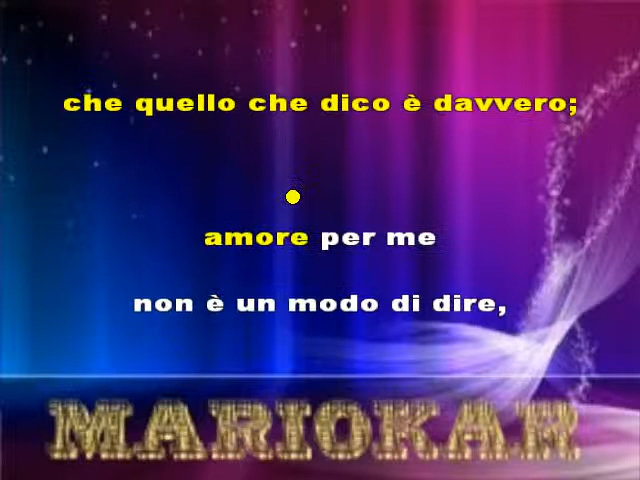 che quello che dico è davvero;
amore per me
non è un modo di dire,
MARIOKAR